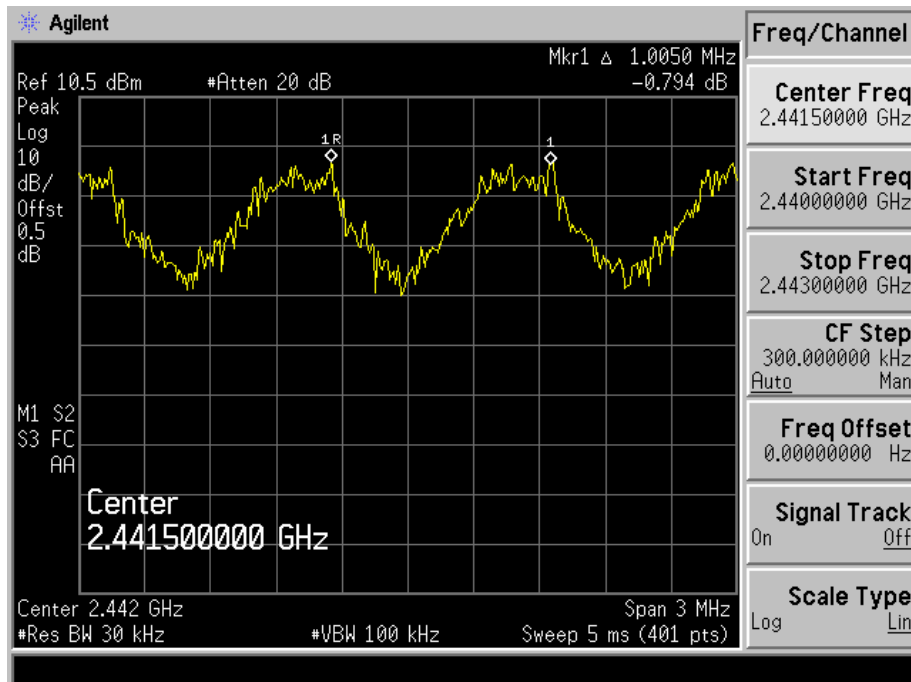 Agilent
Freq/Channel
Mkr1 Δ 1.0050 MHz
Ref 10.5 dBm #Atten 20 dB -0.794 dB
Peak
Log
10
dB/
Offst
0.5
dB
1R
1
M1 S2
S3 FC
AA
Center
2.441500000 GHz
Center 2.442 GHz Span 3 MHz
#Res BW 30 kHz #VBW 100 kHz Sweep 5 ms (401 pts)
Center Freq
2.44150000 GHz
Start Freq
2.44000000 GHz
Stop Freq
2.44300000 GHz
CF Step
300.000000 kHz
Auto Man
Freq Offset
0.00000000 Hz
Signal Track
On Off
Scale Type
Log Lin